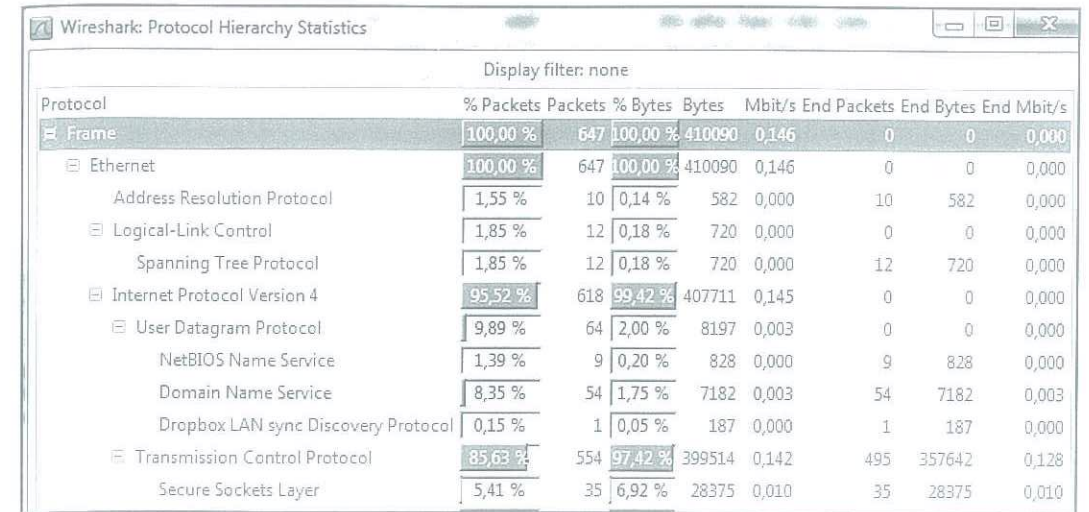 Wireshark: Protocol Hierarchy Statistics
Display filter: none
Protocol % Packets Packets % Bytes Bytes Mbit/s End Packets End Bytes End Mbit/s
Frame 100,00 % 647 100,00 % 410090 0,146 0 0 0,000
Ethernet 100,00 % 647 100,00 % 410090 0,146 0 0 0,000
Address Resolution Protocol 1,55 % 10 0,14 % 582 0,000 10 582 0,000
Logical-Link Control 1,85 % 12 0,18 % 720 0,000 0 0 0,000
Spanning Tree Protocol 1,85 % 12 0,18 % 720 0,000 12 720 0,000
Internet Protocol Version 4 95,52 % 618 99,42 % 407711 0,145 0 0 0,000
User Datagram Protocol 9,89 % 64 2,00 % 8197 0,003 0 0 0,000
NetBIOS Name Service 1,39 % 9 0,20 % 828 0,000 9 828 0,000
Domain Name Service 8,35 % 54 1,75 % 7182 0,003 54 7182 0,003
Dropbox LAN sync Discovery Protocol 0,15 % 1 0,05 % 187 0,000 1 187 0,000
Transmission Control Protocol 85,63 % 554 97,42 % 399514 0,142 495 357642 0,128
Secure Sockets Layer 5,41 % 35 6,92 % 28375 0,010 35 28375 0,010